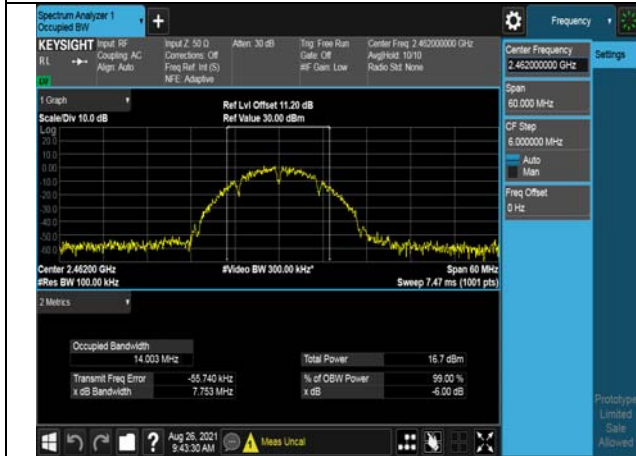 Spectrum Analyzer 1
Occupied BW
Frequency
KEYSIGHT
Input: RF
Coupling: AC
Align: Auto
Input Z: 50 Ω
Corrections: Off
Freq Ref: Int (S)
NFE: Adaptive
Atten: 30 dB
Trig: Free Run
Gate: Off
#IF Gain: Low
Center Freq: 2.462000000 GHz
Avg|Hold: 10/10
Radio Std: None
RL
Center Frequency
2.462000000 GHz
Settings
Span
60.000 MHz
CF Step
6.000000 MHz
Auto
Man
Freq Offset
0 Hz
1 Graph
Scale/Div 10.0 dB
Ref Lvl Offset 11.20 dB
Ref Value 30.00 dBm
Log
20.0
10.0
0.00
-10.0
-20.0
-30.0
-40.0
-50.0
-60.0
Center 2.46200 GHz
#Res BW 100.00 kHz
#Video BW 300.00 kHz*
Span 60 MHz
Sweep 7.47 ms (1001 pts)
2 Metrics
Occupied Bandwidth
14.003 MHz
Total Power
16.7 dBm
Transmit Freq Error
-55.740 kHz
% of OBW Power
99.00 %
x dB Bandwidth
7.753 MHz
x dB
-6.00 dB
Prototype
Limited
Sale
Allowed
Aug 26, 2021
9:43:30 AM
Meas Uncal